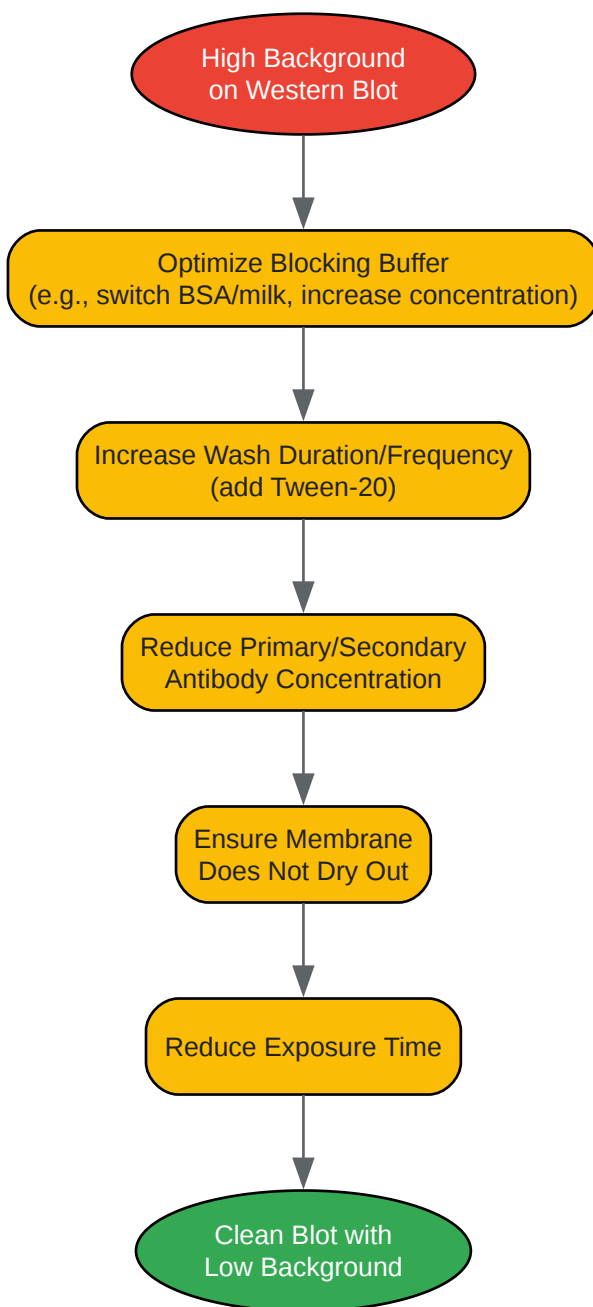 High Background
on Western Blot
Optimize Blocking Buffer
(e.g., switch BSA/milk, increase concentration)
Increase Wash Duration/Frequency
(add Tween-20)
Reduce Primary/Secondary
Antibody Concentration
Ensure Membrane
Does Not Dry Out
Reduce Exposure Time
Clean Blot with
Low Background